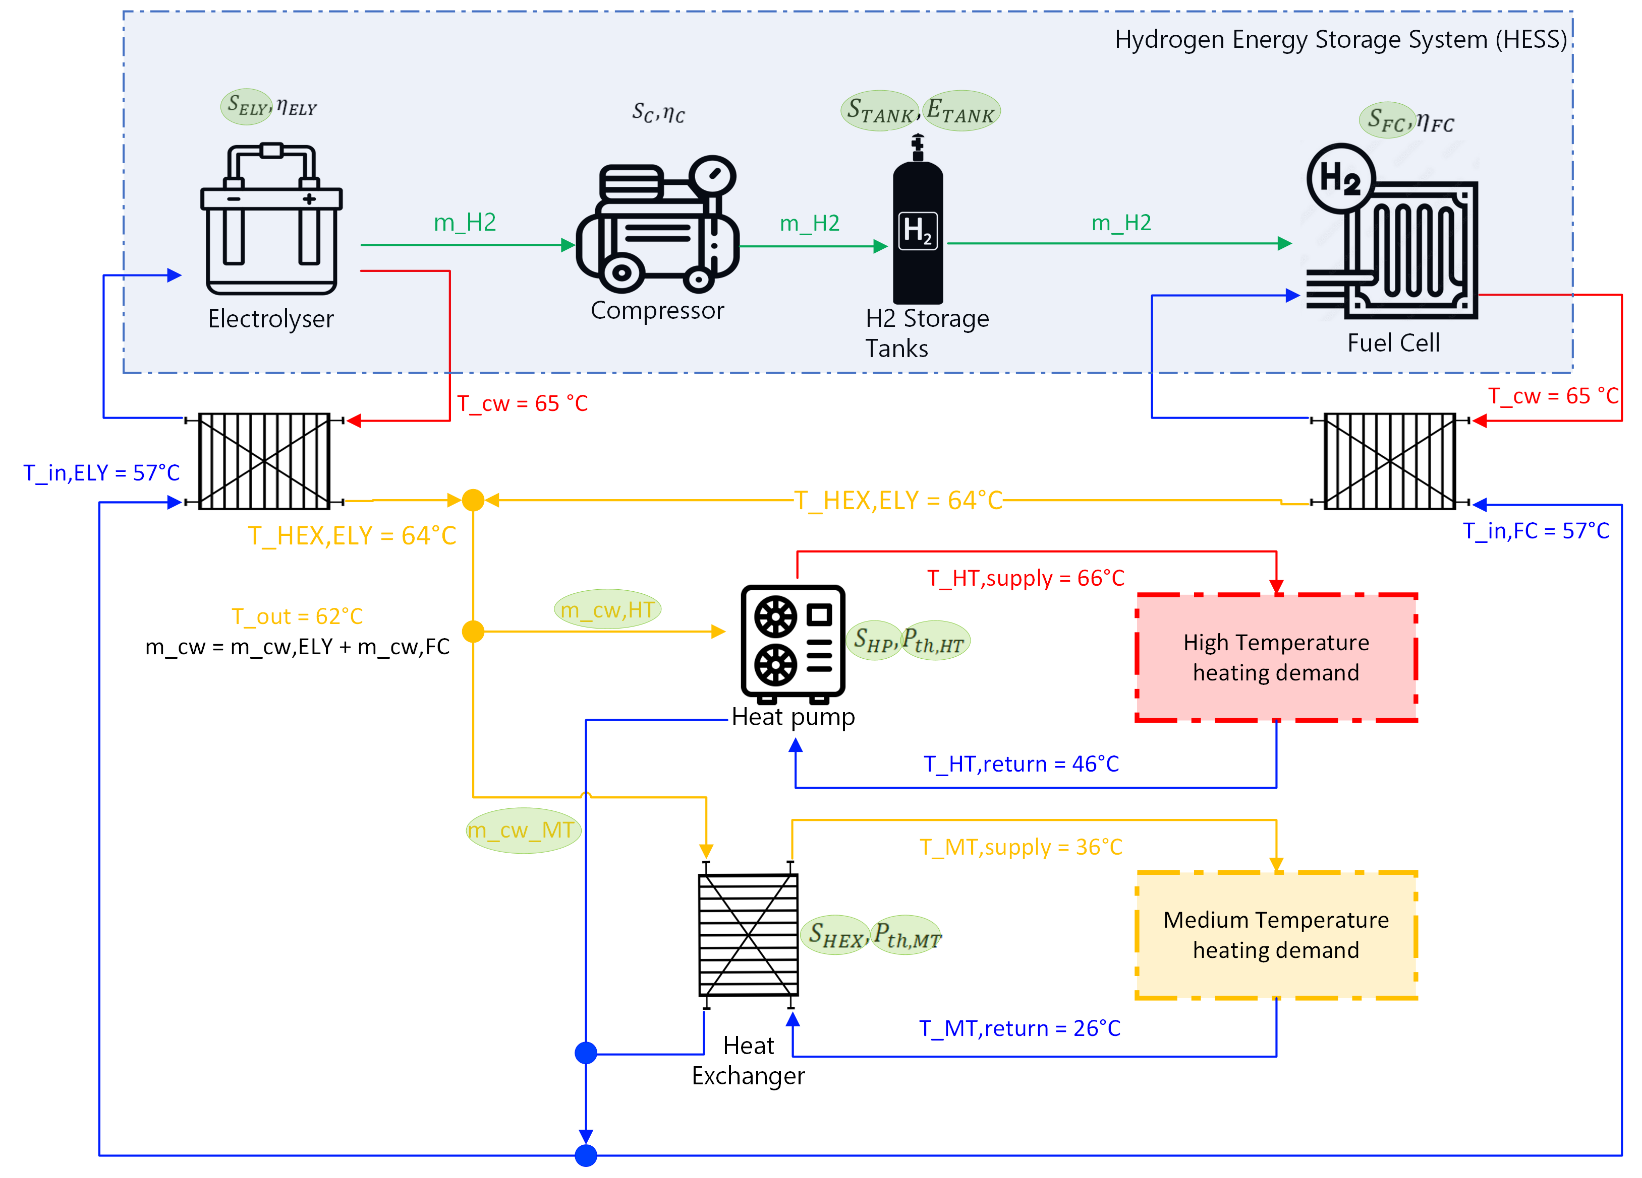 Hydrogen Energy Storage System (HESS)
S_ELY, η_ELY
S_C, η_C
S_TANK, E_TANK
S_FC, η_FC
H₂
m_H2
m_H2
H₂
m_H2
Electrolyser
Compressor
H2 Storage
Tanks
Fuel Cell
T_cw = 65 °C
T_cw = 65 °C
T_in,ELY = 57°C
T_HEX,ELY = 64°C
T_HEX,ELY = 64°C
T_in,FC = 57°C
T_out = 62°C
m_cw = m_cw,ELY + m_cw,FC
m_cw,HT
T_HT,supply = 66°C
S_HP, P_th,HT
High Temperature
heating demand
Heat pump
T_HT,return = 46°C
m_cw_MT
T_MT,supply = 36°C
S_HEX, P_th,MT
Medium Temperature
heating demand
T_MT,return = 26°C
Heat
Exchanger